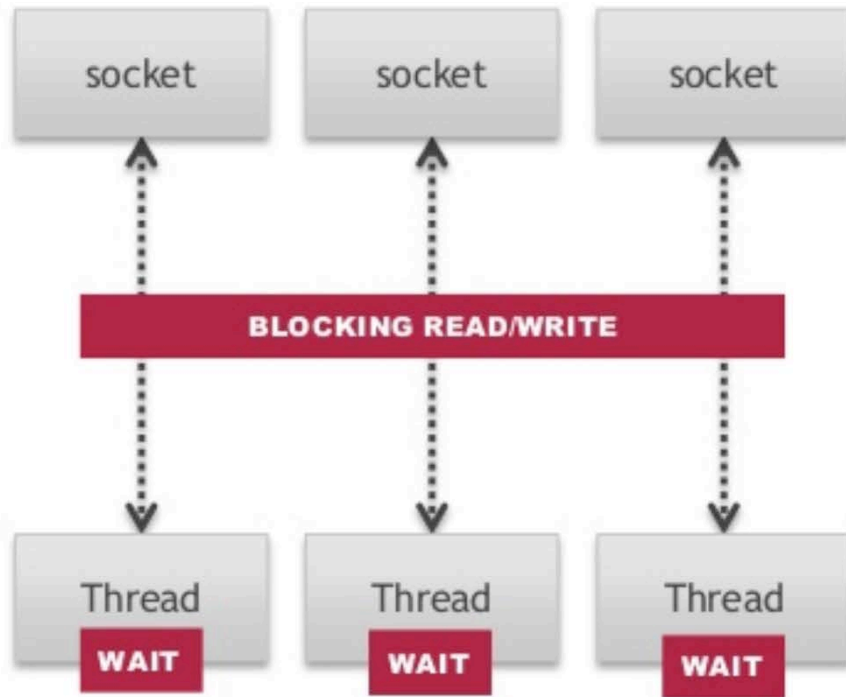 socket socket socket
BLOCKING READ/WRITE
Thread Thread Thread
WAIT WAIT WAIT